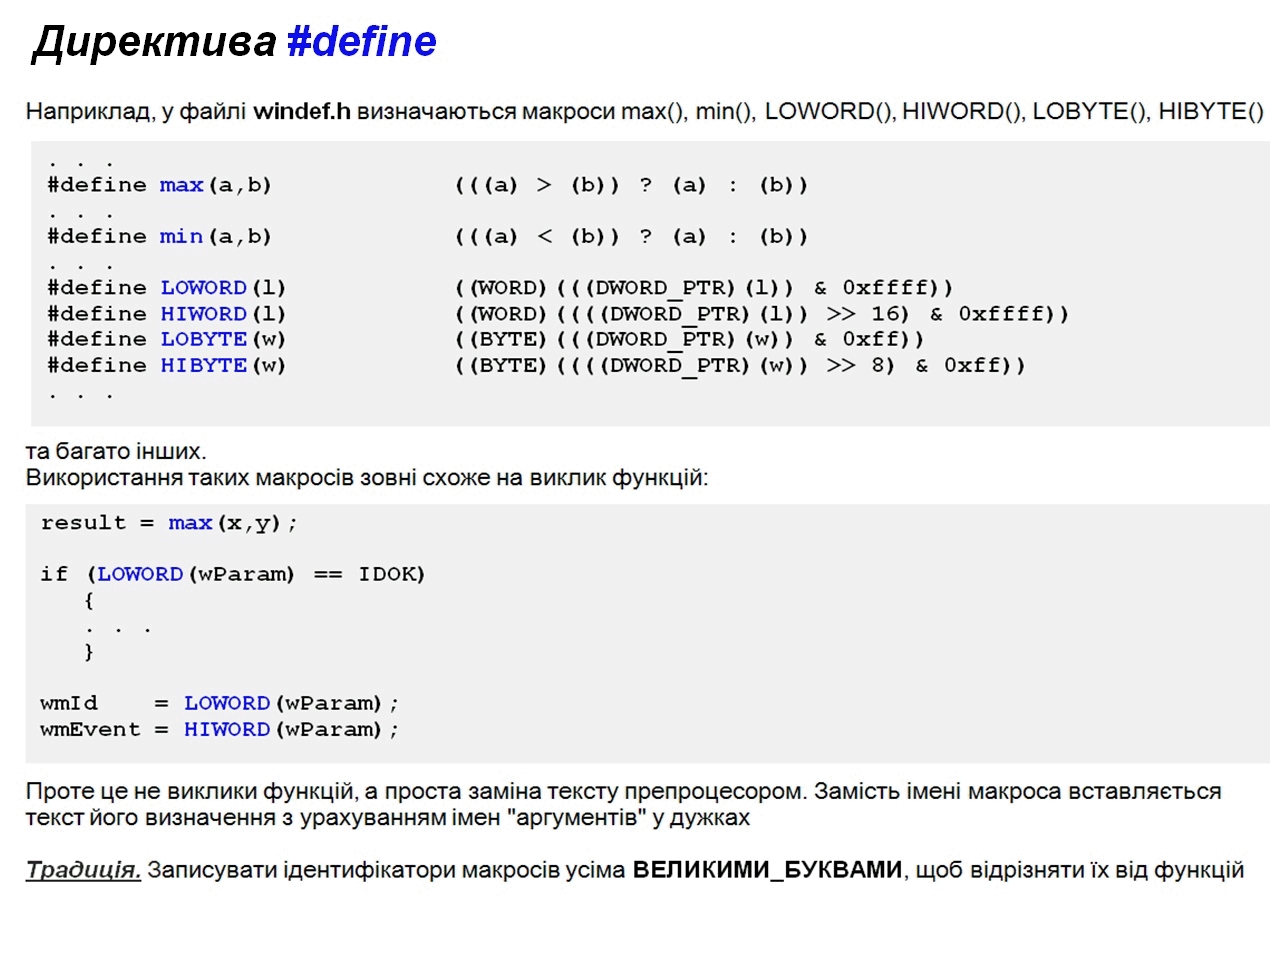 Директива #define
Наприклад, у файлі windef.h визначаються макроси max(), min(), LOWORD(), HIWORD(), LOBYTE(), HIBYTE()
. . .
#define max(a,b) (((a) > (b)) ? (a) : (b))
. . .
#define min(a,b) (((a) < (b)) ? (a) : (b))
. . .
#define LOWORD(l) ((WORD)(((DWORD_PTR)(l)) & 0xffff))
#define HIWORD(l) ((WORD)((((DWORD_PTR)(l)) >> 16) & 0xffff))
#define LOBYTE(w) ((BYTE)(((DWORD_PTR)(w)) & 0xff))
#define HIBYTE(w) ((BYTE)((((DWORD_PTR)(w)) >> 8) & 0xff))
. . .
та багато інших.
Використання таких макросів зовні схоже на виклик функцій:
result = max(x,y);
if (LOWORD(wParam) == IDOK)
{
. . .
}
wmId = LOWORD(wParam);
wmEvent = HIWORD(wParam);
Проте це не виклики функцій, а проста заміна тексту препроцесором. Замість імені макроса вставляється
текст його визначення з урахуванням імен "аргументів" у дужках
Традиція. Записувати ідентифікатори макросів усіма ВЕЛИКИМИ_БУКВАМИ, щоб відрізняти їх від функцій